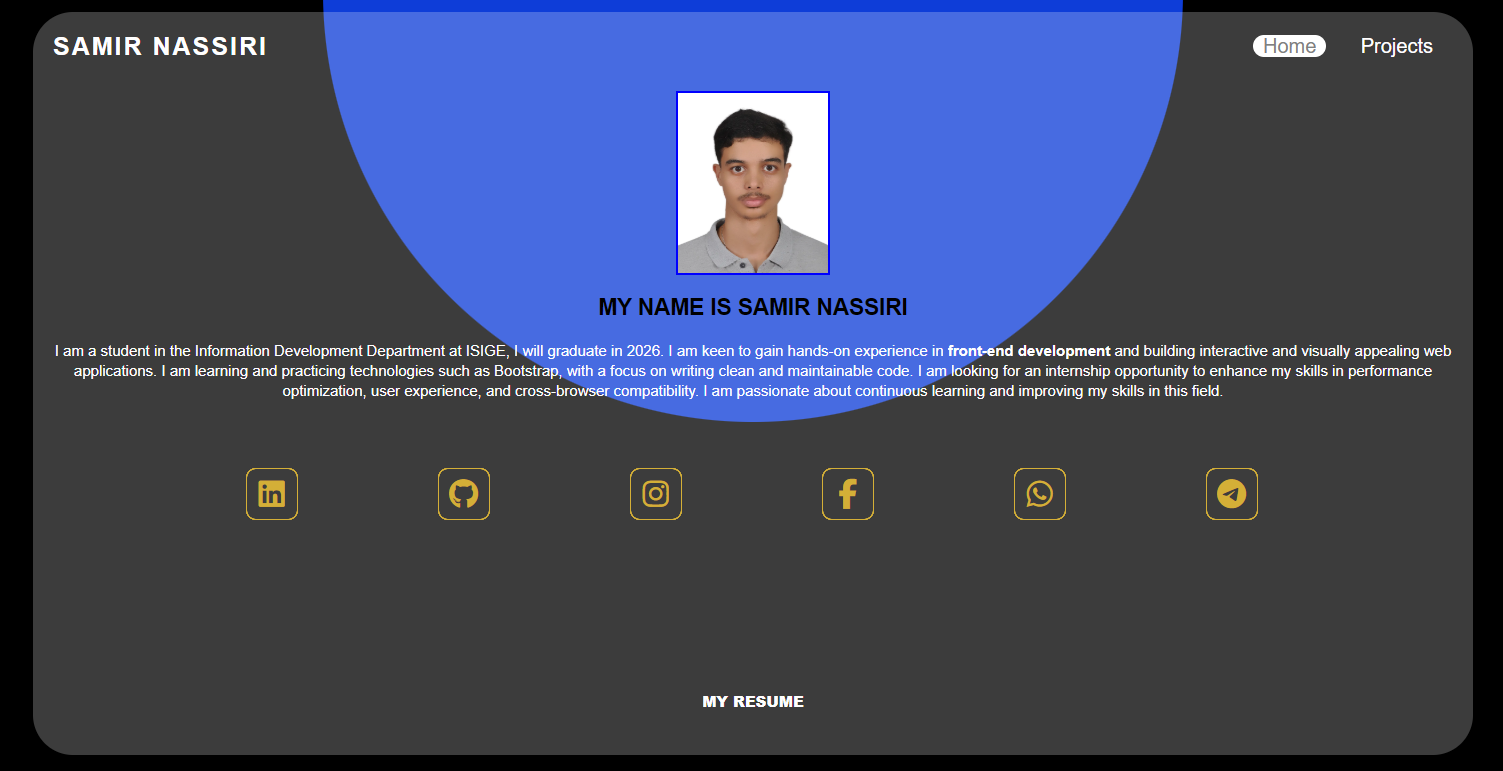 SAMIR NASSIRI
Home
Projects
MY NAME IS SAMIR NASSIRI
I am a student in the Information Development Department at ISIGE, I will graduate in 2026. I am keen to gain hands-on experience in front-end development and building interactive and visually appealing web
applications. I am learning and practicing technologies such as Bootstrap, with a focus on writing clean and maintainable code. I am looking for an internship opportunity to enhance my skills in performance
optimization, user experience, and cross-browser compatibility. I am passionate about continuous learning and improving my skills in this field.
MY RESUME